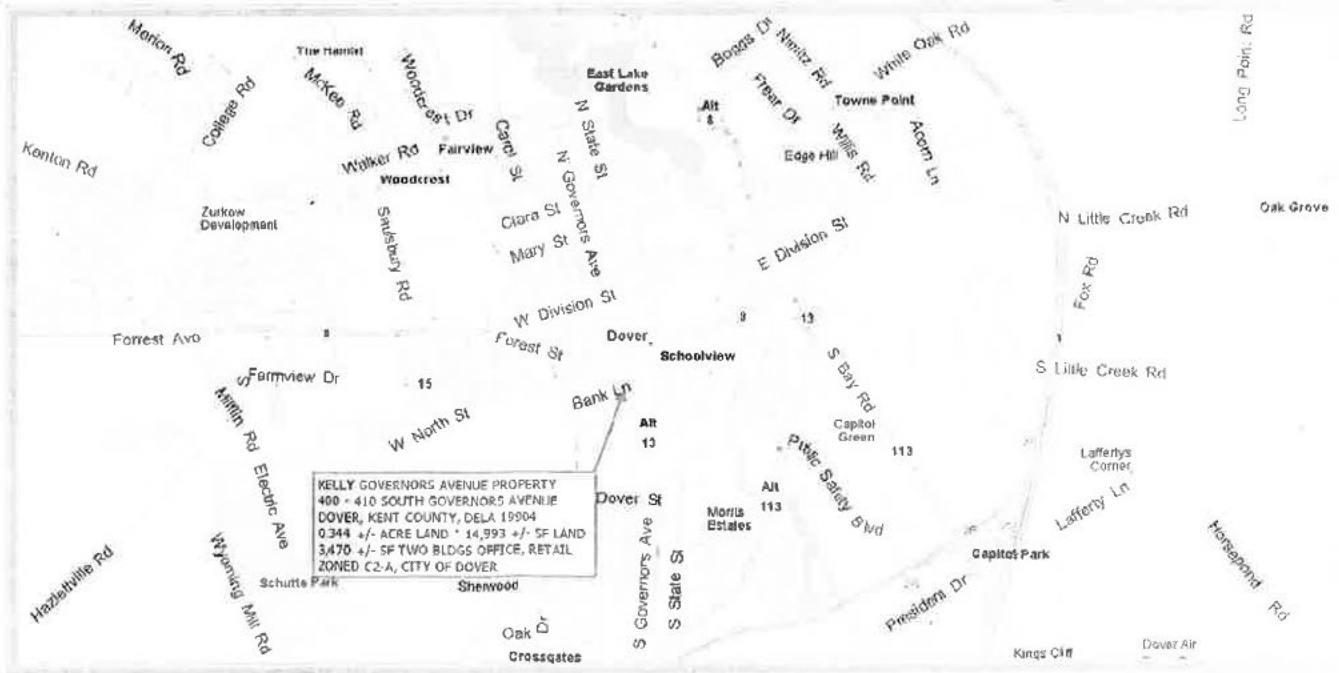 Marion Rd
The Hamlet
McKee Rd
Woodcrest Dr
College Rd
Kenton Rd
Walker Rd
Fairview
Woodcrest
Carol St
N State St
N Governors Ave
East Lake
Gardens
Boggs Dr
Nimitz Rd
White Oak Rd
Long Point Rd
Alt
8
Frear Dr
Towne Point
Edge Hill
Willis Rd
Acorn Ln
Zurkow
Development
Saulsbury Rd
Clara St
Mary St
E Division St
N Little Creek Rd
Oak Grove
Fox Rd
W Division St
Forrest Ave
8
Forest St
Dover
Schoolview
8
13
1
S Little Creek Rd
S Farmview Dr
15
Bank Ln
S Bay Rd
Mifflin Rd
Electric Ave
W North St
Alt
13
Capitol
Green
113
Public Safety Blvd
Laffertys
Corner
Lafferty Ln
KELLY GOVERNORS AVENUE PROPERTY
400 - 410 SOUTH GOVERNORS AVENUE
DOVER, KENT COUNTY, DELA 19904
0.344 +/- ACRE LAND * 14,993 +/- SF LAND
3,470 +/- SF TWO BLDGS OFFICE, RETAIL
ZONED C2-A, CITY OF DOVER
Dover St
Alt
113
Morris
Estates
Hazlettville Rd
Wyoming Mill Rd
Schutte Park
Sherwood
S Governors Ave
S State St
Capitol Park
President Dr
Horsepond Rd
Oak Dr
Crossgates
Kings Cliff
Dover Air